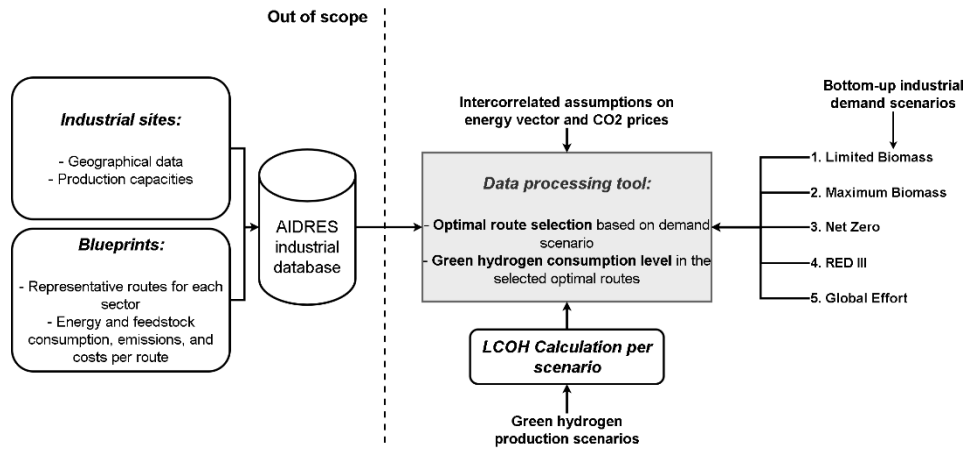 Out of scope
Industrial sites:
- Geographical data
- Production capacities
Blueprints:
- Representative routes for each
sector
- Energy and feedstock
consumption, emissions, and
costs per route
AIDRES
industrial
database
Intercorrelated assumptions on
energy vector and CO2 prices
Data processing tool:
- Optimal route selection based on demand
scenario
- Green hydrogen consumption level in the
selected optimal routes
LCOH Calculation per
scenario
Green hydrogen
production scenarios
Bottom-up industrial
demand scenarios
1. Limited Biomass
2. Maximum Biomass
3. Net Zero
4. RED III
5. Global Effort